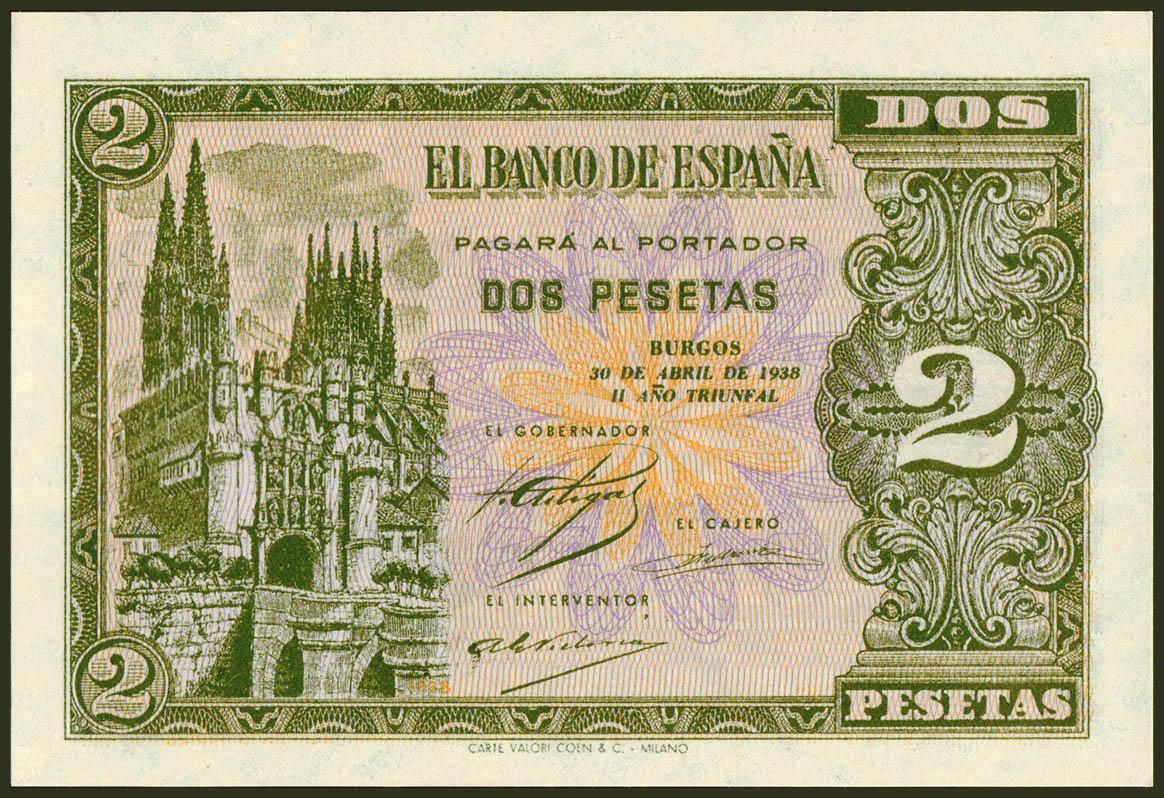 2
DOS
EL BANCO DE ESPAÑA
PAGARÁ AL PORTADOR
DOS PESETAS
BURGOS
30 DE ABRIL DE 1938
II AÑO TRIUNFAL
2
EL GOBERNADOR
EL CAJERO
EL INTERVENTOR
2
PESETAS
CARTE VALORI COEN & C. - MILANO